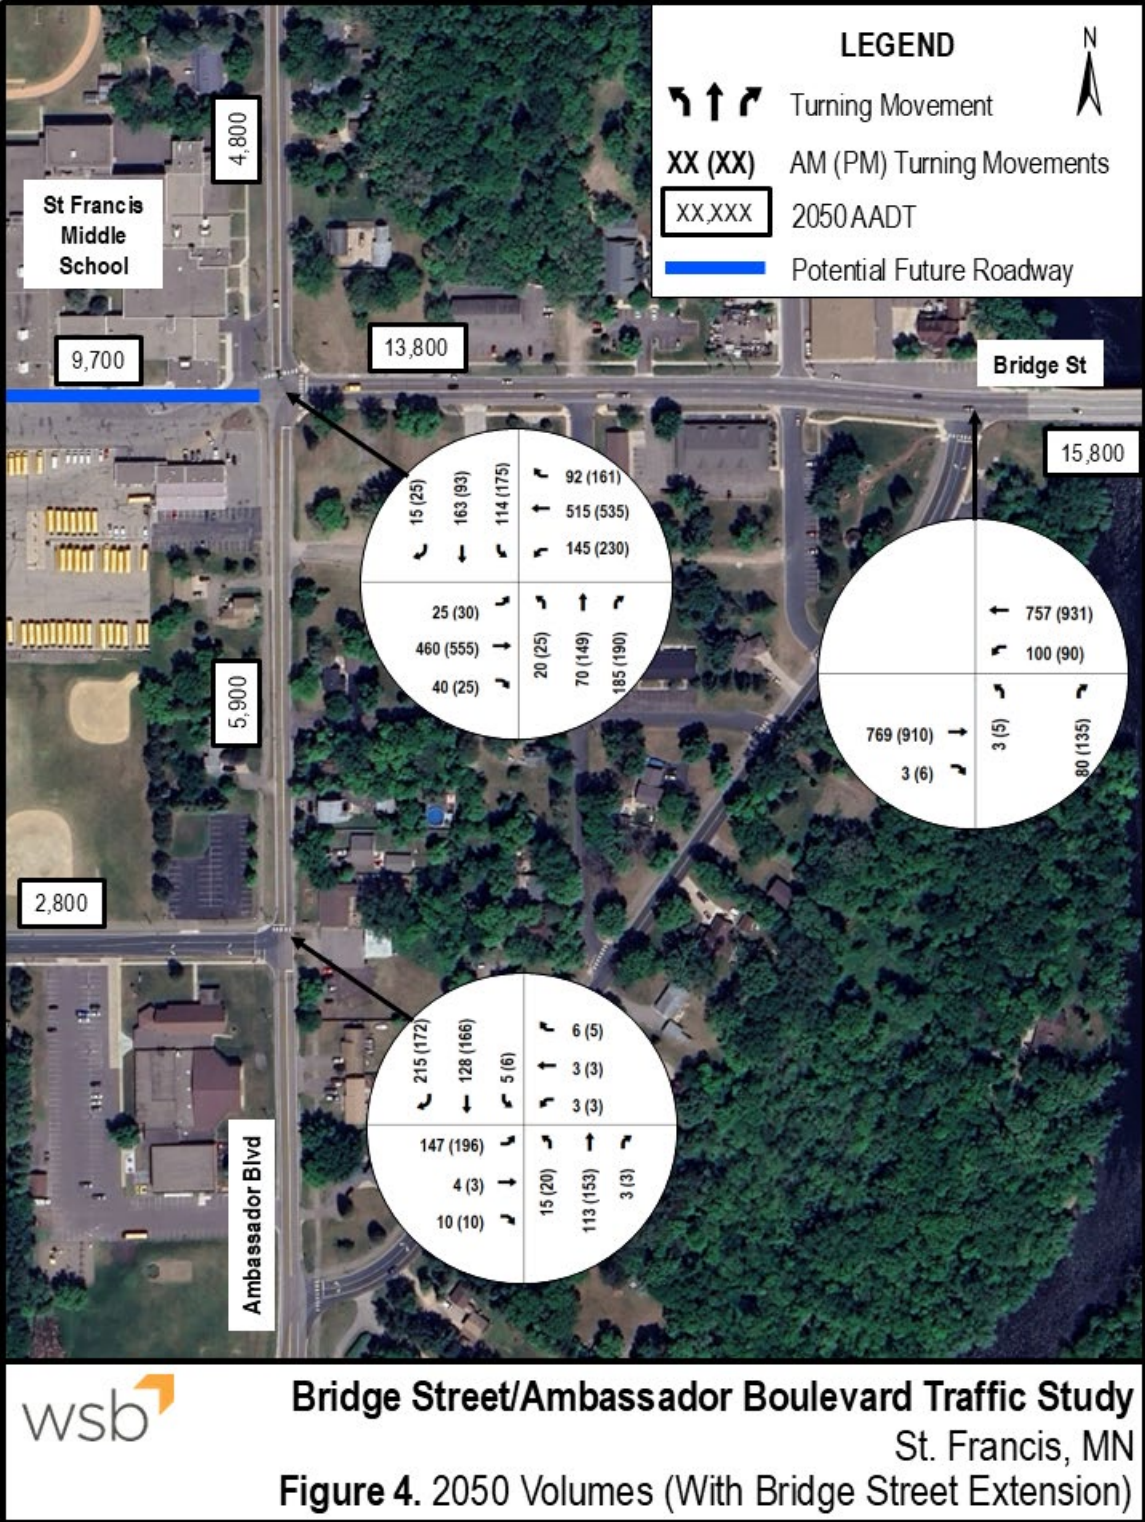 LEGEND
N
Turning Movement
XX (XX) AM (PM) Turning Movements
XX,XXX 2050 AADT
Potential Future Roadway
4,800
St Francis
Middle
School
9,700
13,800
Bridge St
15,800
15 (25)
163 (93)
114 (175)
92 (161)
515 (535)
145 (230)
25 (30)
460 (555)
40 (25)
20 (25)
70 (149)
185 (190)
757 (931)
100 (90)
769 (910)
3 (6)
3 (5)
80 (135)
5,900
2,800
215 (172)
128 (166)
5 (6)
6 (5)
3 (3)
3 (3)
147 (196)
4 (3)
10 (10)
15 (20)
113 (153)
3 (3)
Ambassador Blvd
wsb
Bridge Street/Ambassador Boulevard Traffic Study
St. Francis, MN
Figure 4. 2050 Volumes (With Bridge Street Extension)